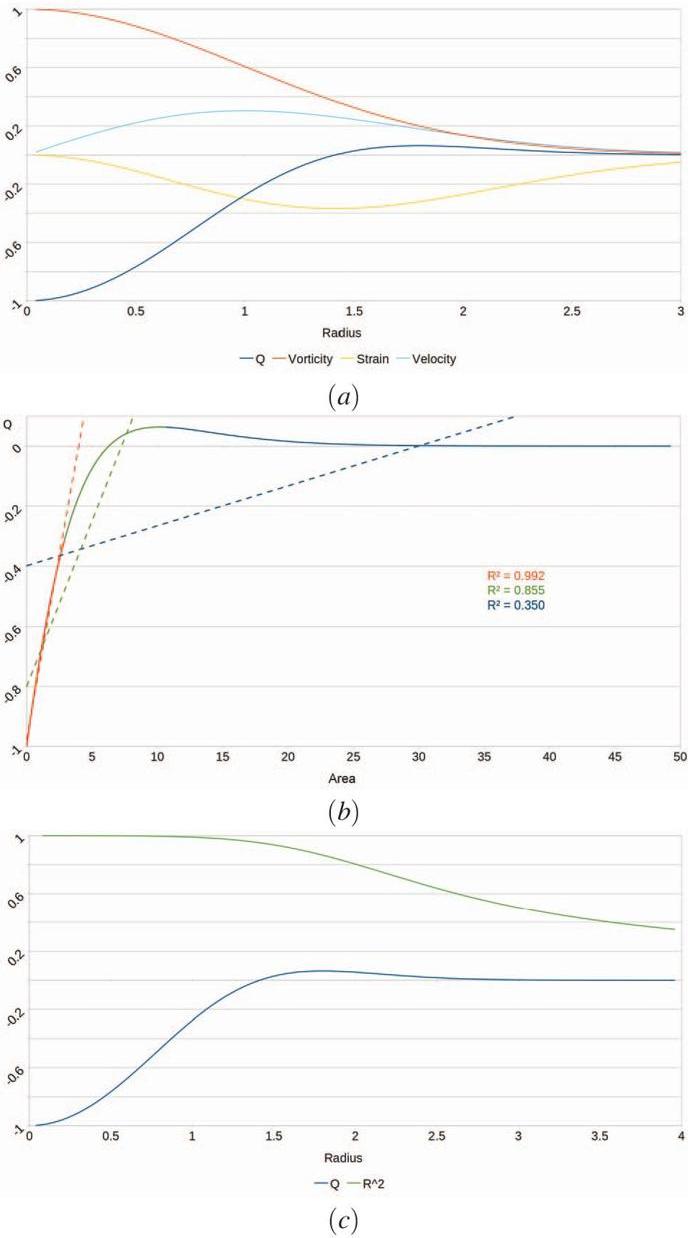 1
0.6
0.2
-0.2
-0.6
-1
0 0.5 1 1.5 2 2.5 3
Radius
Q Vorticity Strain Velocity
(a)
Q
0
-0.2
-0.4
-0.6
-0.8
-1
R² = 0.992
R² = 0.855
R² = 0.350
0 5 10 15 20 25 30 35 40 45 50
Area
(b)
1
0.6
0.2
-0.2
-0.6
-1
0 0.5 1 1.5 2 2.5 3 3.5 4
Radius
Q R^2
(c)